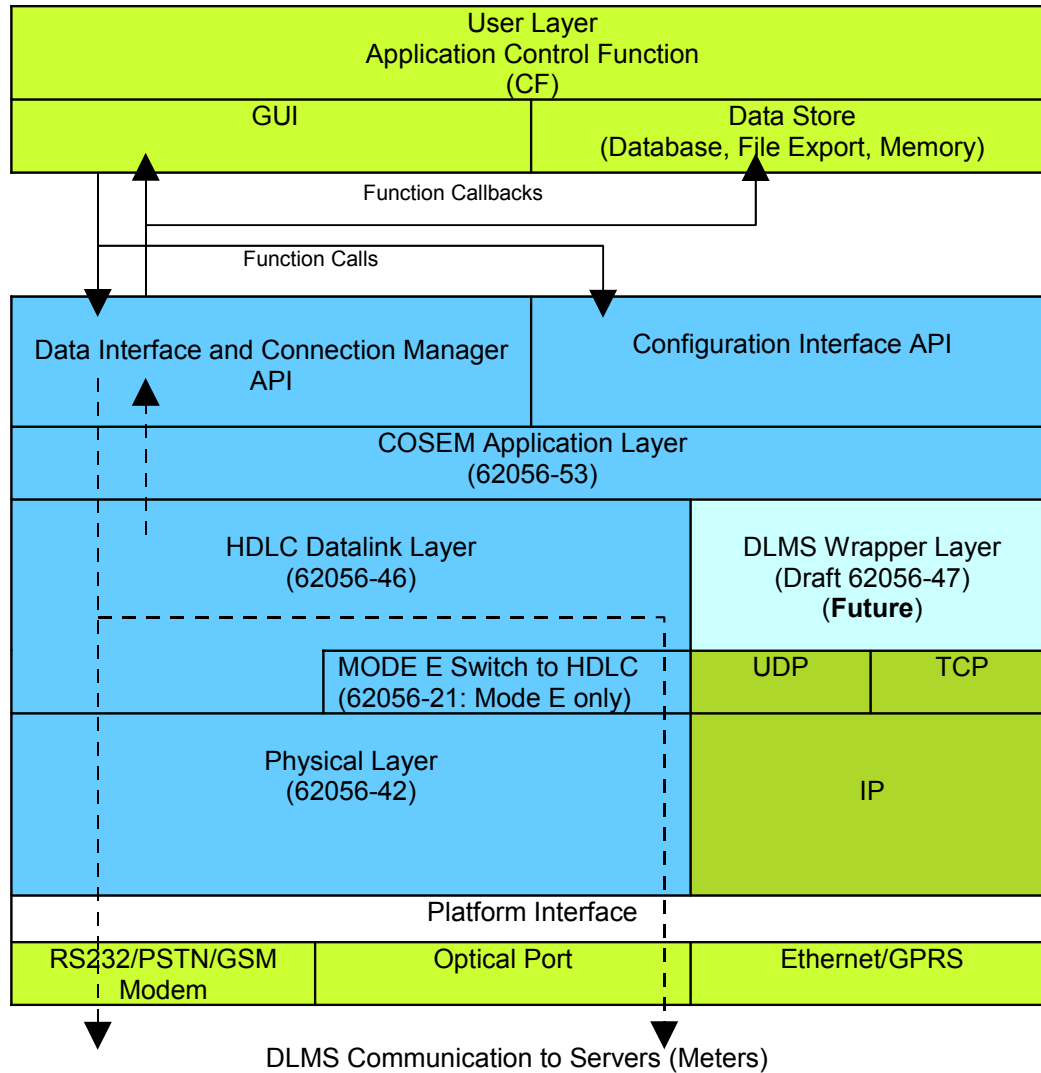 User Layer
Application Control Function
(CF)
GUI
Data Store
(Database, File Export, Memory)
Function Callbacks
Function Calls
Data Interface and Connection Manager
API
Configuration Interface API
COSEM Application Layer
(62056-53)
HDLC Datalink Layer
(62056-46)
DLMS Wrapper Layer
(Draft 62056-47)
(Future)
MODE E Switch to HDLC
(62056-21: Mode E only)
UDP
TCP
Physical Layer
(62056-42)
IP
Platform Interface
RS232/PSTN/GSM
Modem
Optical Port
Ethernet/GPRS
DLMS Communication to Servers (Meters)